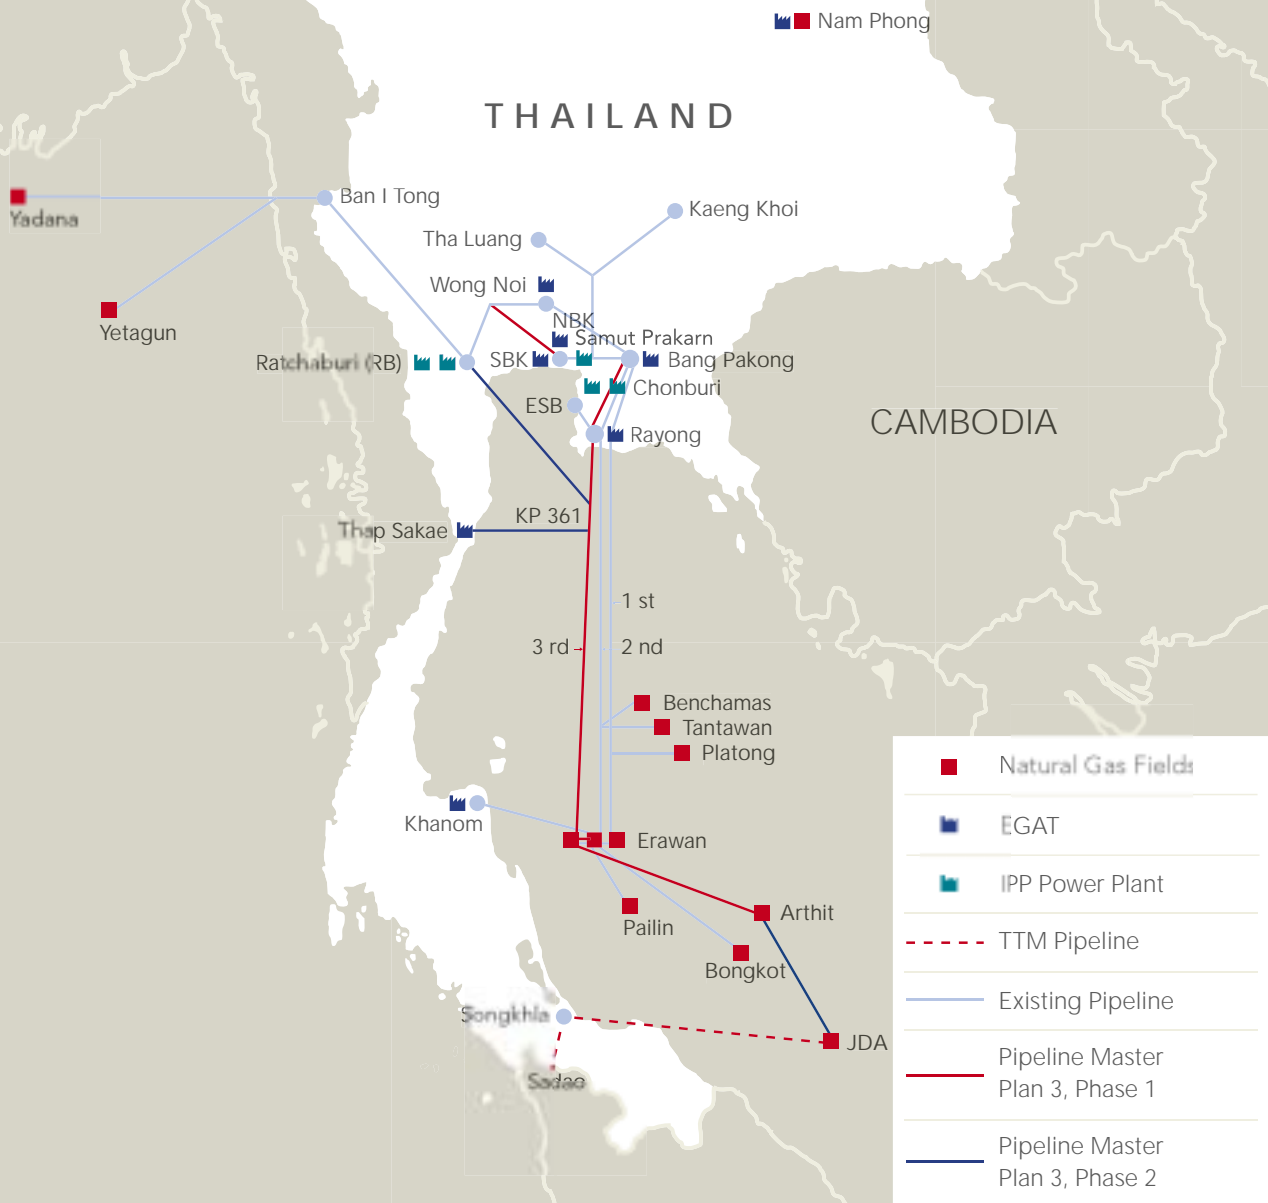 Nam Phong
THAILAND
Ban I Tong
Yadana
Kaeng Khoi
Tha Luang
Wong Noi
NBK
Yetagun
Samut Prakarn
Ratchaburi (RB)
SBK
Bang Pakong
Chonburi
ESB
CAMBODIA
Rayong
KP 361
Thap Sakae
1 st
3 rd
2 nd
Benchamas
Tantawan
Platong
Khanom
Erawan
Arthit
Pailin
Bongkot
Songkhla
JDA
Sadao
Natural Gas Fields
EGAT
IPP Power Plant
TTM Pipeline
Existing Pipeline
Pipeline Master
Plan 3, Phase 1
Pipeline Master
Plan 3, Phase 2